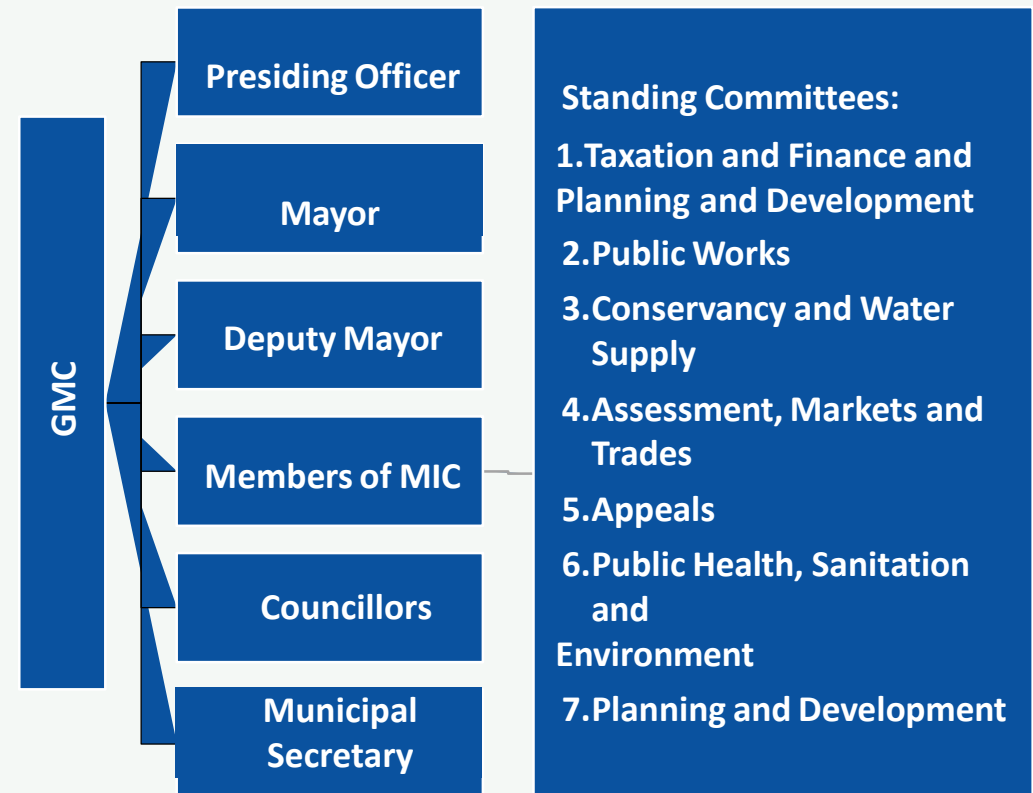 GMC
Presiding Officer
Mayor
Deputy Mayor
Members of MIC
Councillors
Municipal
Secretary
Standing Committees:
1.Taxation and Finance and
Planning and Development
2.Public Works
3.Conservancy and Water
Supply
4.Assessment, Markets and
Trades
5.Appeals
6.Public Health, Sanitation
and
Environment
7.Planning and Development